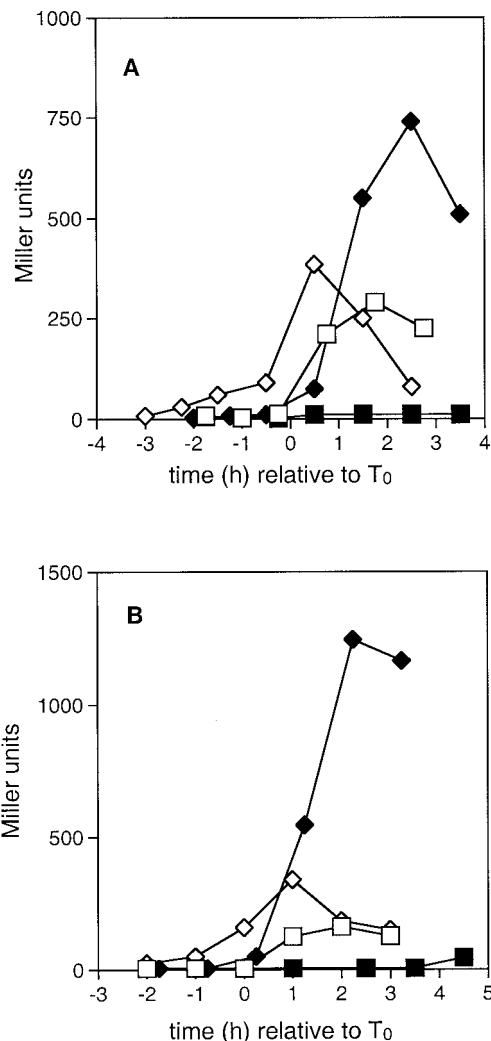 1000
A
750
Miller units
500
250
0
-4 -3 -2 -1 0 1 2 3 4
time (h) relative to T0
1500
B
1000
Miller units
500
0
-3 -2 -1 0 1 2 3 4 5
time (h) relative to T0